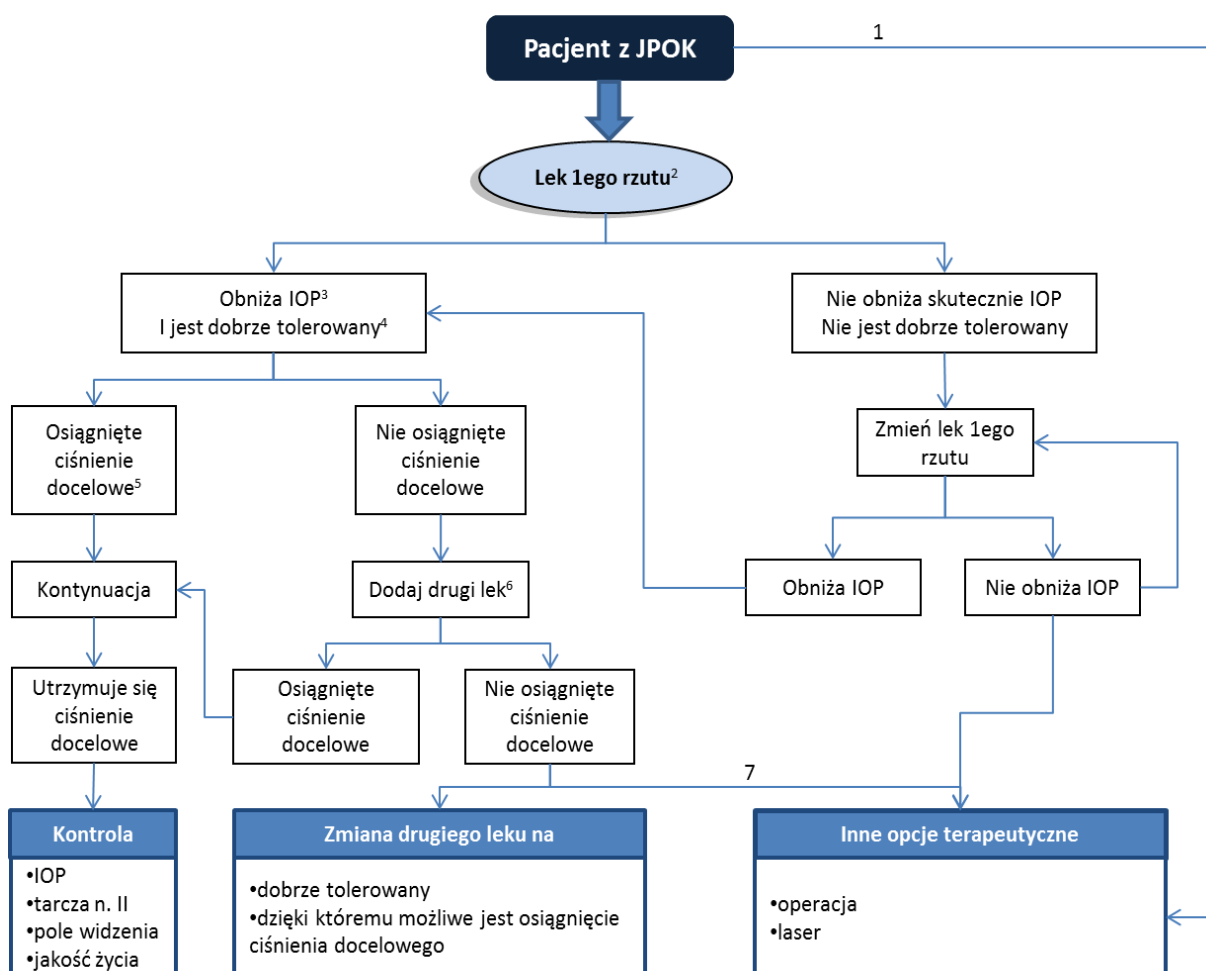 Pacjent z JPOK
1
Lek 1ego rzutu²
Obniża IOP³
I jest dobrze tolerowany⁴
Nie obniża skutecznie IOP
Nie jest dobrze tolerowany
Osiągnięte
ciśnienie
docelowe⁵
Nie osiągnięte
ciśnienie
docelowe
Zmień lek 1ego
rzutu
Kontynuacja
Dodaj drugi lek⁶
Obniża IOP
Nie obniża IOP
Utrzymuje się
ciśnienie
docelowe
Osiągnięte
ciśnienie
docelowe
Nie osiągnięte
ciśnienie
docelowe
7
Kontrola
•IOP
•tarcza n. II
•pole widzenia
•jakość życia
Zmiana drugiego leku na
•dobrze tolerowany
•dzięki któremu możliwe jest osiągnięcie
ciśnienia docelowego
Inne opcje terapeutyczne
•operacja
•laser